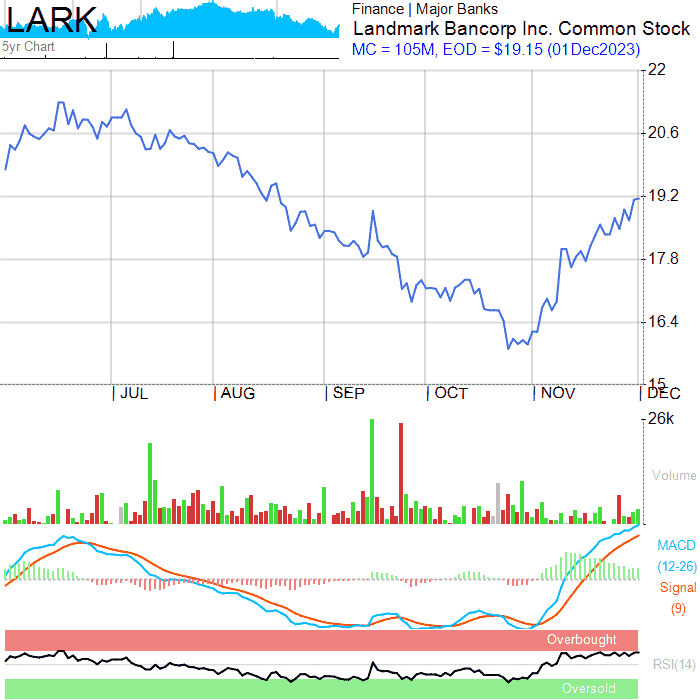 LARK
5yr Chart
Finance | Major Banks
Landmark Bancorp Inc. Common Stock
MC = 105M, EOD = $19.15 (01Dec2023)
22
20.6
19.2
17.8
16.4
15
JUL AUG SEP OCT NOV DEC
26k
Volume
MACD
(12-26)
Signal
(9)
Overbought
RSI(14)
Oversold